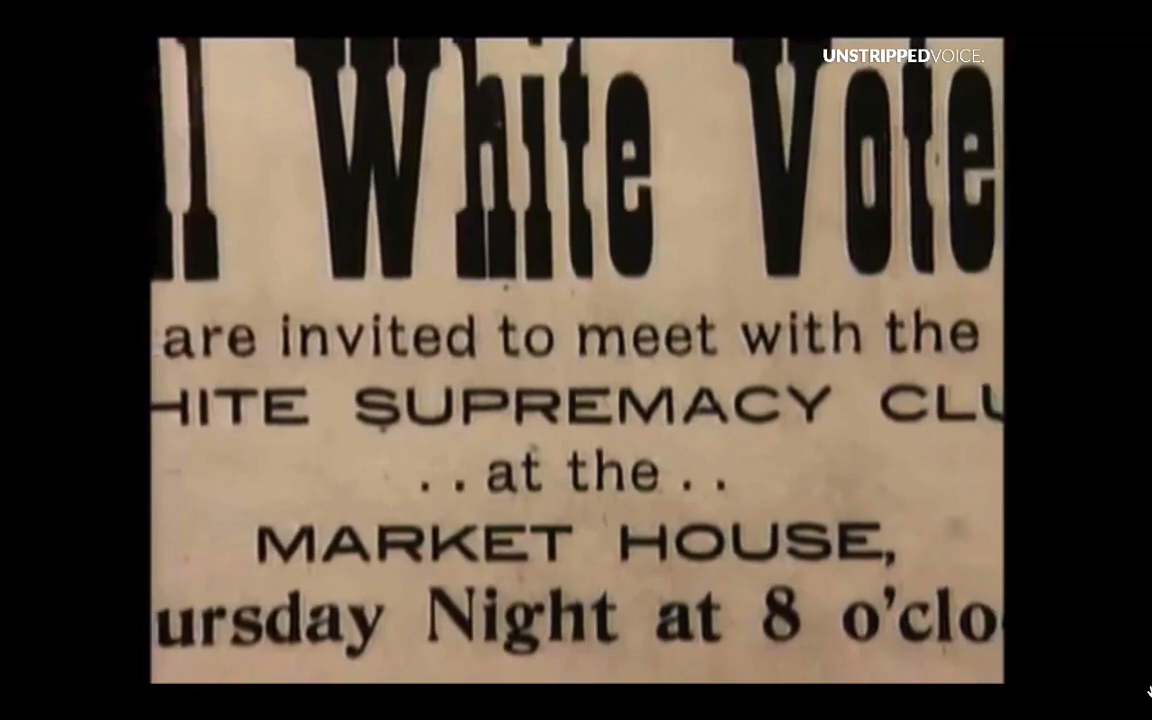 UNSTRIPPEDVOICE.
ll White Vote
are invited to meet with the
HITE SUPREMACY CLU
..at the..
MARKET HOUSE,
ursday Night at 8 o'clo